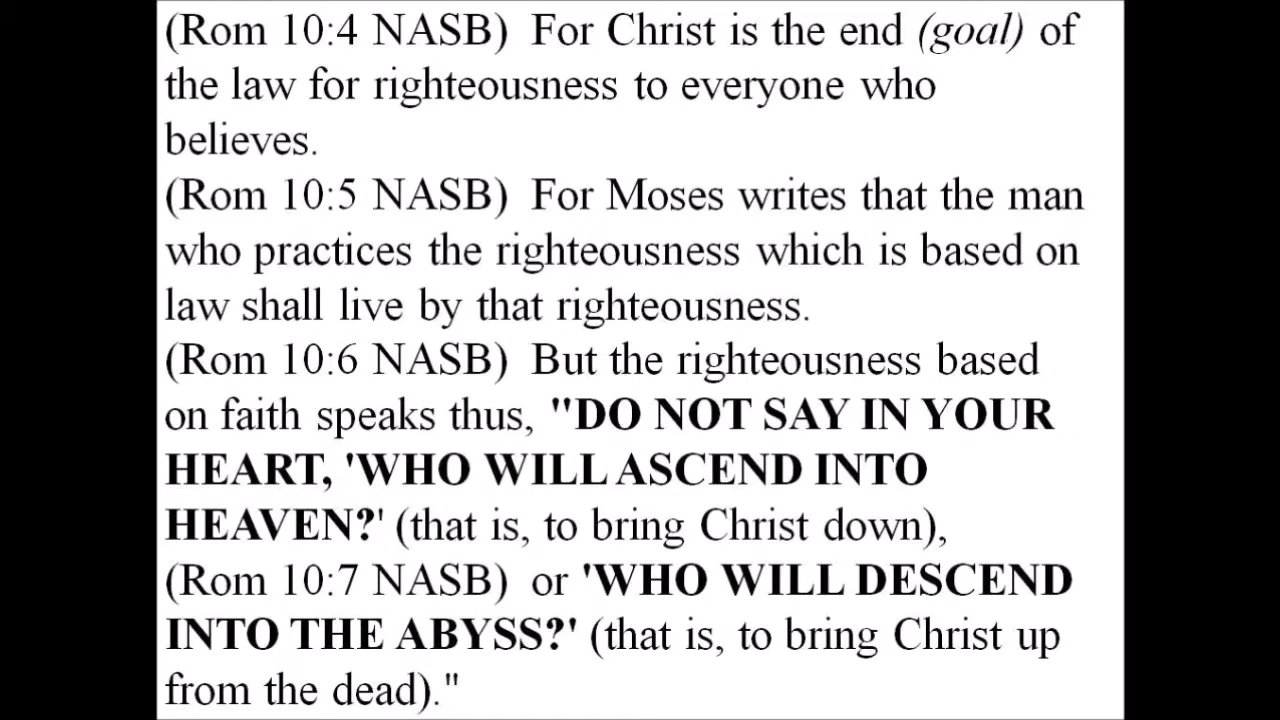 (Rom 10:4 NASB)  For Christ is the end (goal) of
the law for righteousness to everyone who
believes.
(Rom 10:5 NASB)  For Moses writes that the man
who practices the righteousness which is based on
law shall live by that righteousness.
(Rom 10:6 NASB)  But the righteousness based
on faith speaks thus, "DO NOT SAY IN YOUR
HEART, 'WHO WILL ASCEND INTO
HEAVEN?' (that is, to bring Christ down),
(Rom 10:7 NASB)  or 'WHO WILL DESCEND
INTO THE ABYSS?' (that is, to bring Christ up
from the dead)."